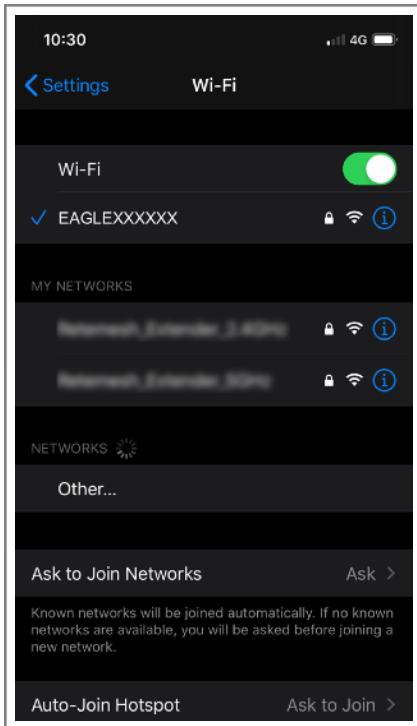 10:30
4G
Settings
Wi-Fi
Wi-Fi
EAGLEXXXXXX
MY NETWORKS
NETWORKS
Other...
Ask to Join Networks
Ask
Known networks will be joined automatically. If no known
networks are available, you will be asked before joining a
new network.
Auto-Join Hotspot
Ask to Join